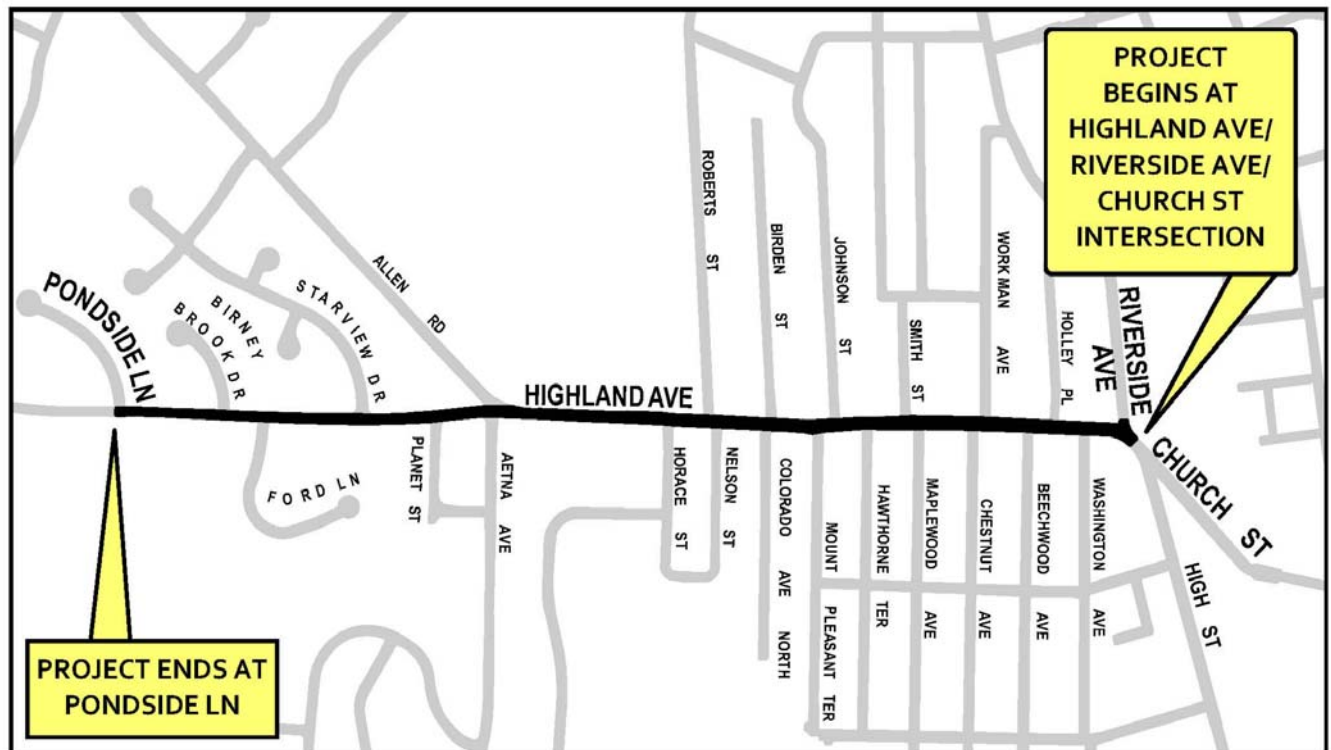 PROJECT
BEGINS AT
HIGHLAND AVE/
RIVERSIDE AVE/
CHURCH ST
INTERSECTION
ROBERTS ST
BIRDEN ST
JOHNSON ST
SMITH ST
WORKMAN AVE
HOLLEY PL
RIVERSIDE
AVE
ALLEN RD
PONDSIDE LN
BIRNEY
BROOK DR
STARVIEW DR
HIGHLAND AVE
CHURCH ST
FORD LN
PLANET ST
AETNA AVE
HORACE ST
NELSON ST
COLORADO AVE NORTH
MOUNT PLEASANT TER
HAWTHORNE TER
MAPLEWOOD AVE
CHESTNUT AVE
BEECHWOOD AVE
WASHINGTON AVE
HIGH ST
PROJECT ENDS AT
PONDSIDE LN